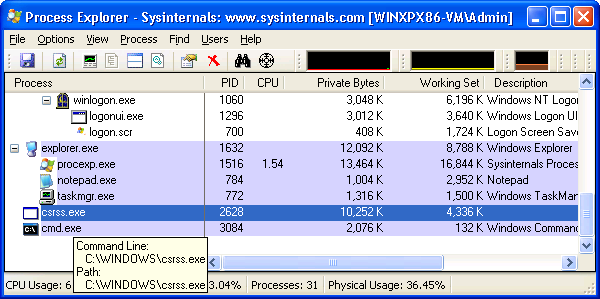 Process Explorer - Sysinternals: www.sysinternals.com [WINXPX86-VM\Admin]
File Options View Process Find Users Help
Process PID CPU Private Bytes Working Set Description
winlogon.exe 1060 3,048 K 6,196 K Windows NT Logon
logonui.exe 1296 3,012 K 3,640 K Windows Logon UI
logon.scr 700 408 K 1,724 K Logon Screen Save
explorer.exe 1632 12,092 K 8,788 K Windows Explorer
procexp.exe 1516 1.54 13,464 K 16,844 K Sysinternals Proces
notepad.exe 784 1,004 K 2,952 K Notepad
taskmgr.exe 772 1,316 K 1,500 K Windows TaskMan
csrss.exe 2628 10,252 K 4,336 K
cmd.exe 3084 2,076 K 132 K Windows Command
C:\
Command Line:
C:\WINDOWS\csrss.exe
Path:
C:\WINDOWS\csrss.exe
CPU Usage: 6 3.04% Processes: 31 Physical Usage: 36.45%